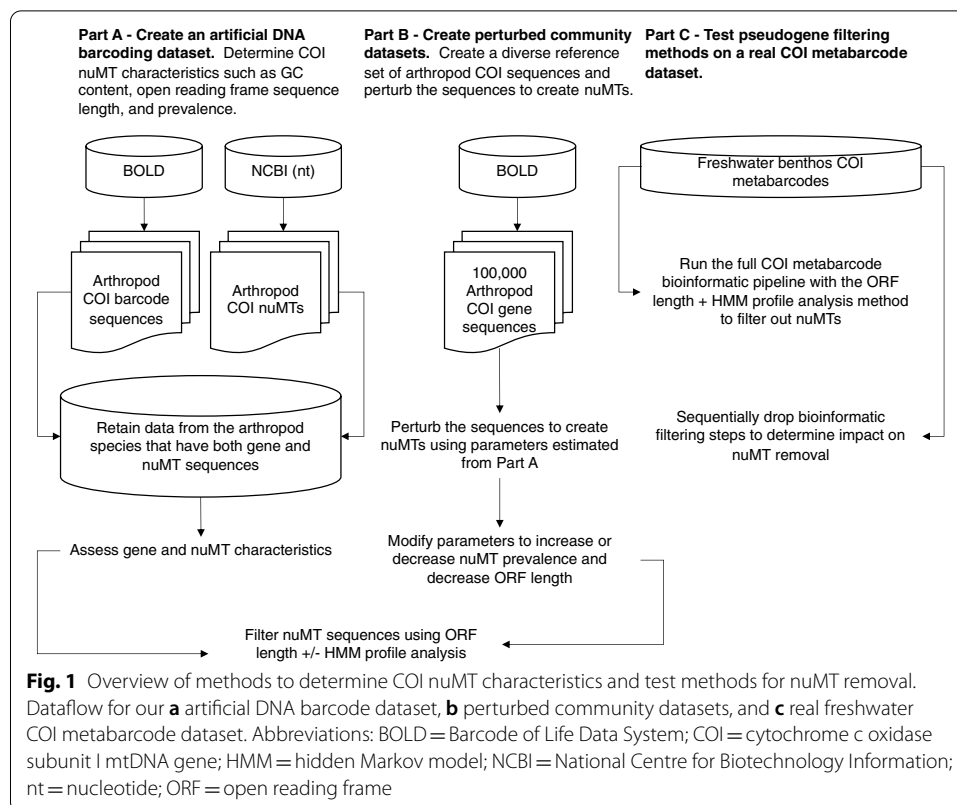 Part A - Create an artificial DNA
barcoding dataset. Determine COI
nuMT characteristics such as GC
content, open reading frame sequence
length, and prevalence.
BOLD
NCBI (nt)
Arthropod
COI barcode
sequences
Arthropod
COI nuMTs
Retain data from the arthropod
species that have both gene and
nuMT sequences
Assess gene and nuMT characteristics
Part B - Create perturbed community
datasets. Create a diverse reference
set of arthropod COI sequences and
perturb the sequences to create nuMTs.
BOLD
100,000
Arthropod
COI gene
sequences
Perturb the sequences to create
nuMTs using parameters estimated
from Part A
Modify parameters to increase or
decrease nuMT prevalence and
decrease ORF length
Filter nuMT sequences using ORF
length +/- HMM profile analysis
Part C - Test pseudogene filtering
methods on a real COI metabarcode
dataset.
Freshwater benthos COI
metabarcodes
Run the full COI metabarcode
bioinformatic pipeline with the ORF
length + HMM profile analysis method
to filter out nuMTs
Sequentially drop bioinformatic
filtering steps to determine impact on
nuMT removal
Fig. 1 Overview of methods to determine COI nuMT characteristics and test methods for nuMT removal.
Dataflow for our a artificial DNA barcode dataset, b perturbed community datasets, and c real freshwater
COI metabarcode dataset. Abbreviations: BOLD = Barcode of Life Data System; COI = cytochrome c oxidase
subunit I mtDNA gene; HMM = hidden Markov model; NCBI = National Centre for Biotechnology Information;
nt = nucleotide; ORF = open reading frame